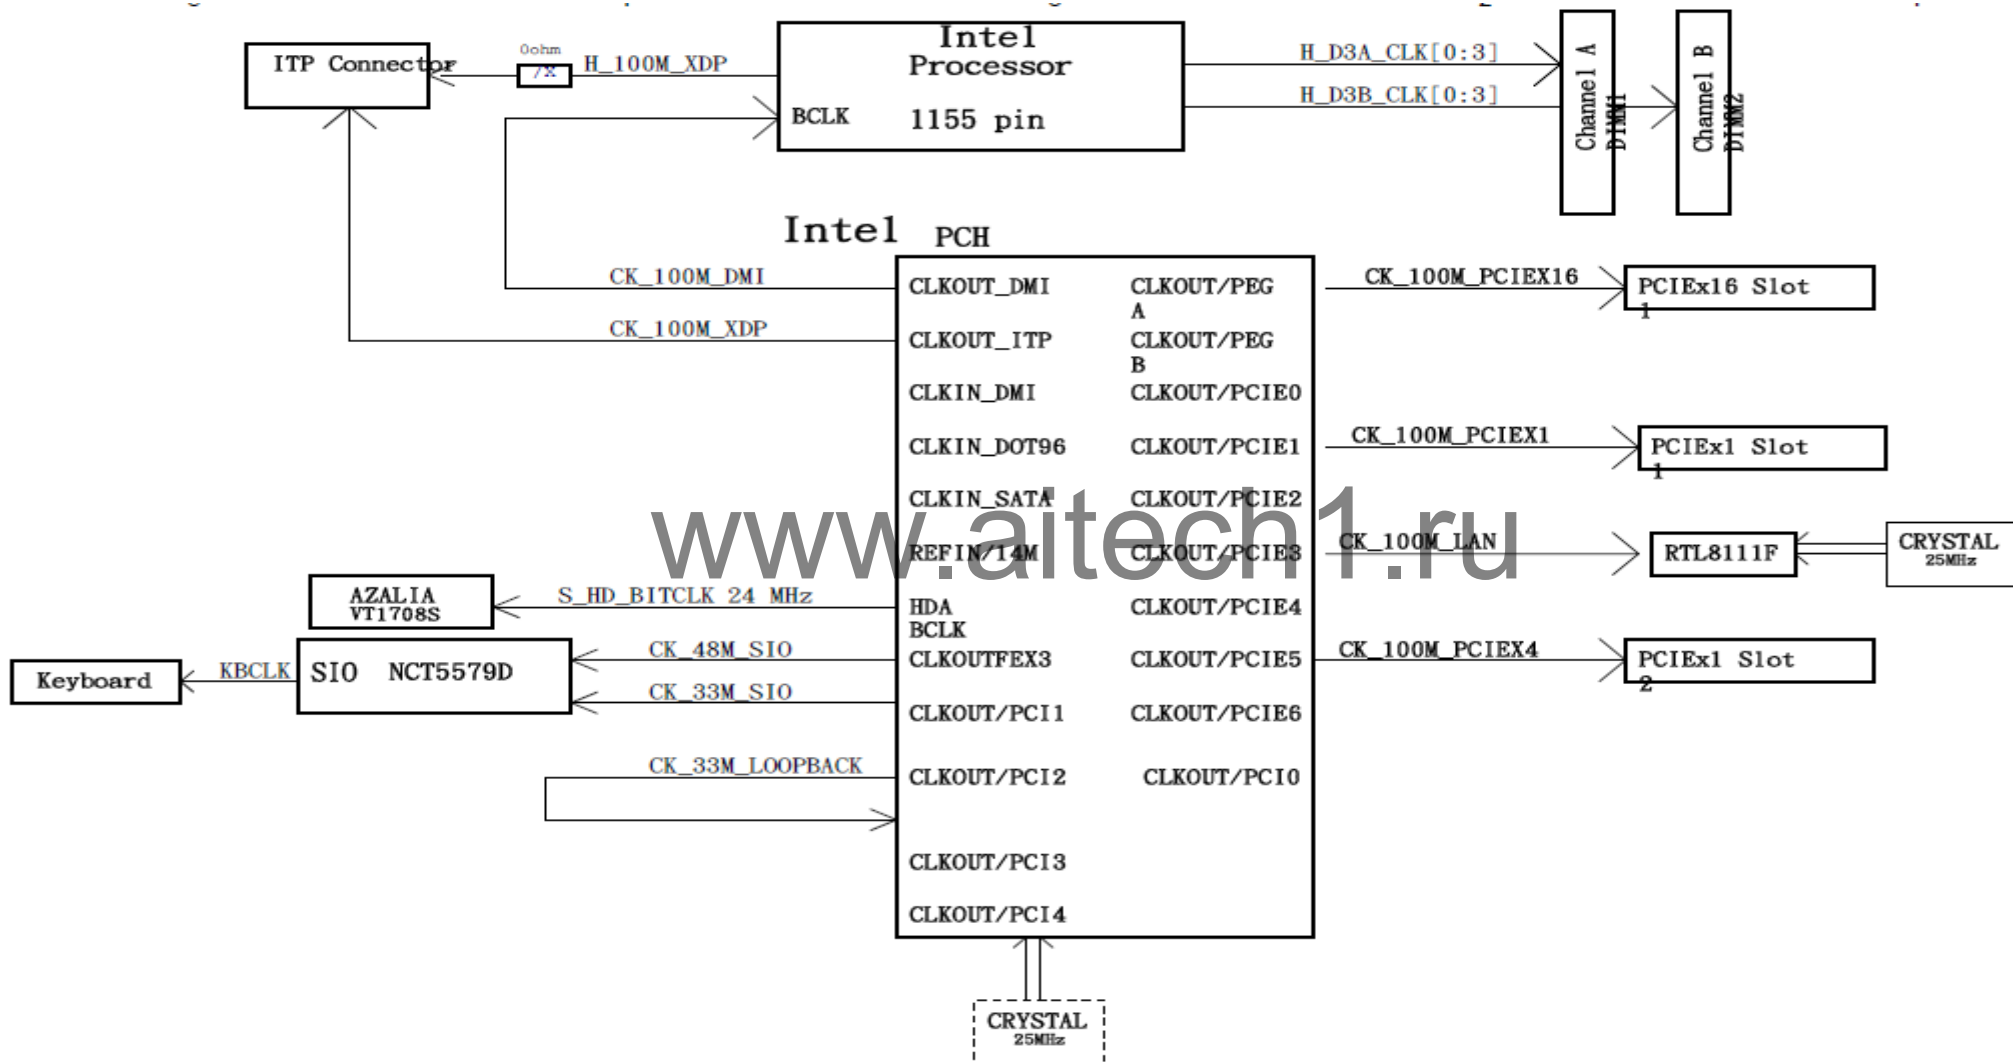 Intel
Processor
1155 pin
BCLK
ITP Connector
0ohm
/X
H_100M_XDP
H_D3A_CLK[0:3]
H_D3B_CLK[0:3]
Channel A
DIMM1
Channel B
DIMM2
Intel PCH
CK_100M_DMI
CK_100M_XDP
CLKOUT_DMI
CLKOUT_ITP
CLKIN_DMI
CLKIN_DOT96
CLKIN_SATA
REFIN/14M
HDA
BCLK
CLKOUTFEX3
CLKOUT/PCI1
CLKOUT/PCI2
CLKOUT/PCI3
CLKOUT/PCI4
CLKOUT/PEG
A
CLKOUT/PEG
B
CLKOUT/PCIE0
CLKOUT/PCIE1
CLKOUT/PCIE2
CLKOUT/PCIE3
CLKOUT/PCIE4
CLKOUT/PCIE5
CLKOUT/PCIE6
CLKOUT/PCI0
CK_100M_PCIEX16
PCIEx16 Slot
1
CK_100M_PCIEX1
PCIEx1 Slot
1
CK_100M_LAN
RTL8111F
CRYSTAL
25MHz
CK_100M_PCIEX4
PCIEx1 Slot
2
www.aitech1.ru
AZALIA
VT1708S
S_HD_BITCLK 24 MHz
CK_48M_SIO
CK_33M_SIO
SIO NCT5579D
KBCLK
Keyboard
CK_33M_LOOPBACK
CRYSTAL
25MHz